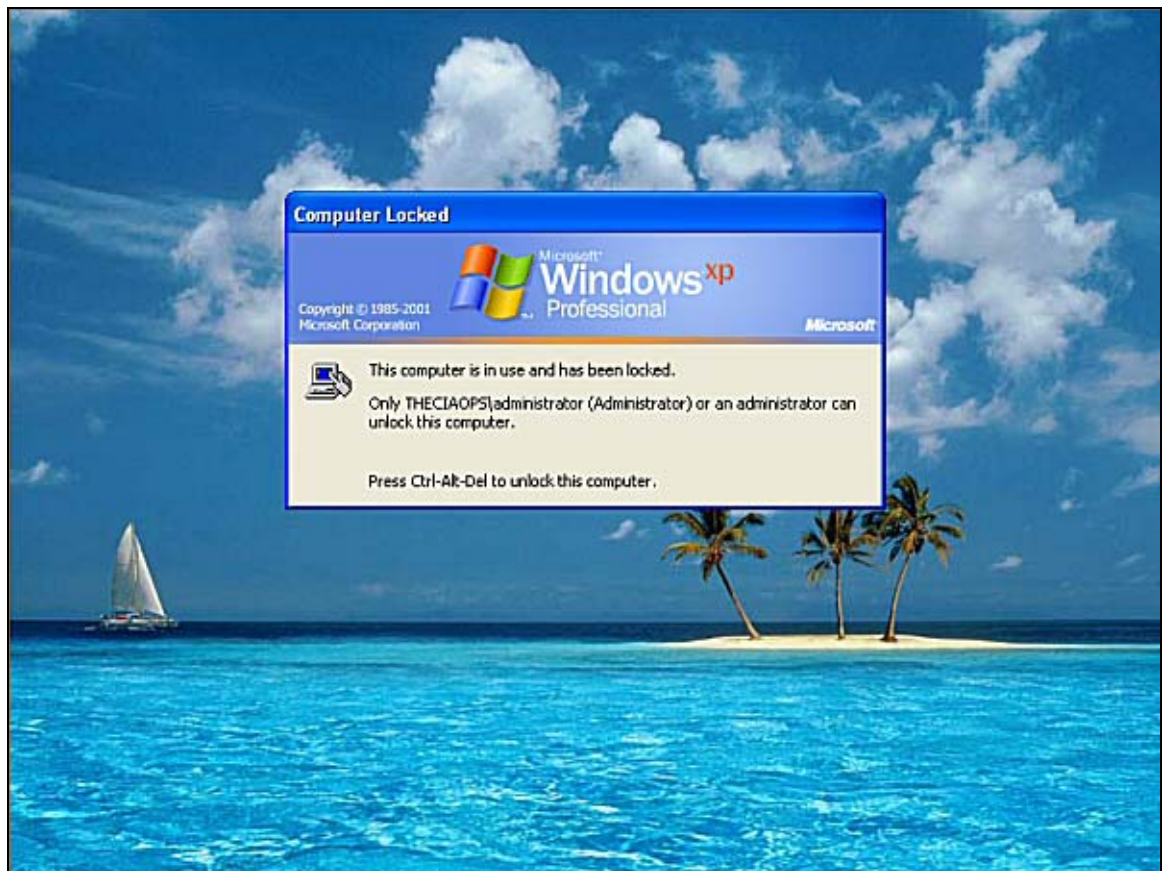 Computer Locked
Microsoft®
Windows xp
Professional
Copyright © 1985-2001
Microsoft Corporation
Microsoft
This computer is in use and has been locked.
Only THECIAOPS\administrator (Administrator) or an administrator can
unlock this computer.
Press Ctrl-Alt-Del to unlock this computer.